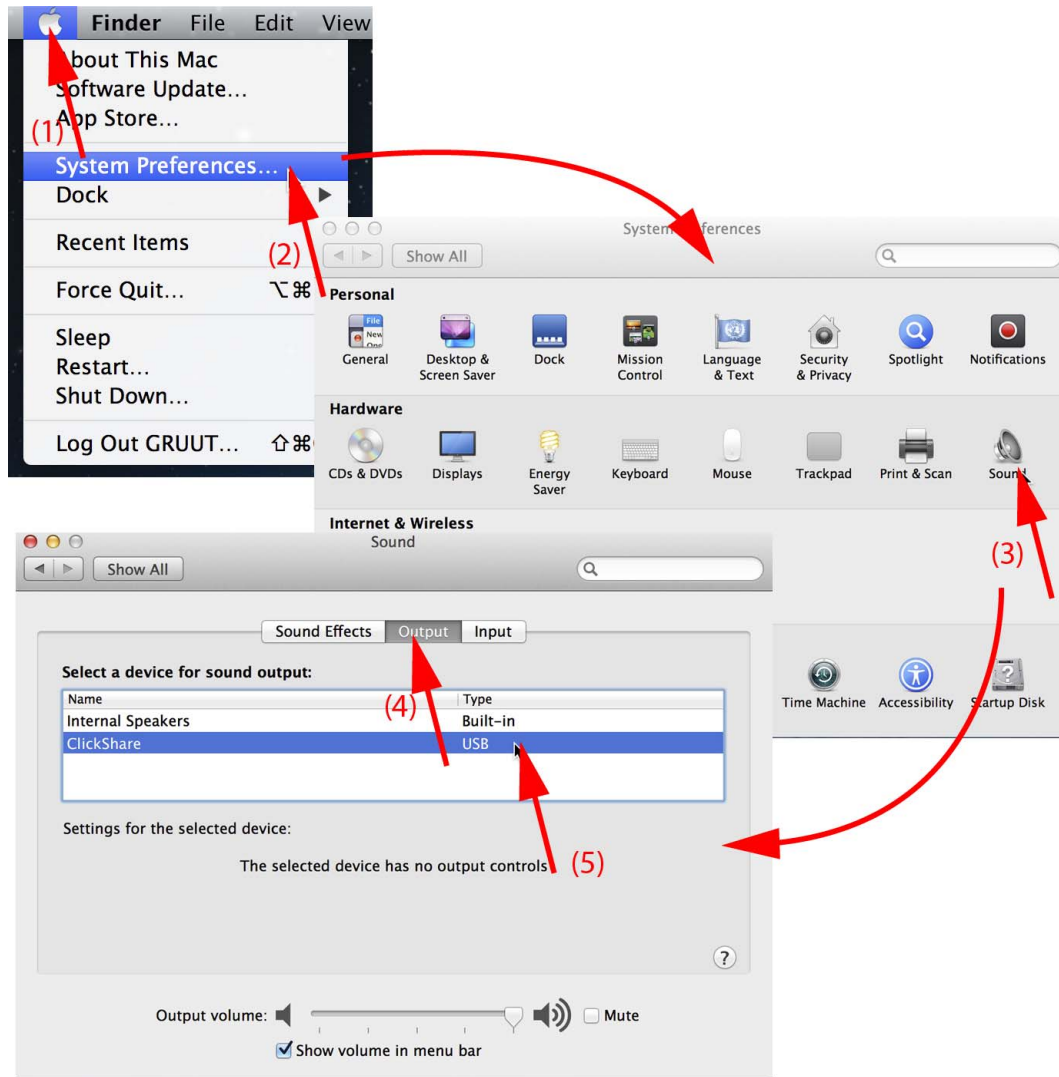 Finder File Edit View
About This Mac
Software Update...
App Store...
(1)
System Preferences...
Dock
Recent Items
(2)
Force Quit... ⌥⌘
Sleep
Restart...
Shut Down...
Log Out GRUUT... ⇧⌘
System Preferences
Show All
Personal
General
Desktop & Screen Saver
Dock
Mission Control
Language & Text
Security & Privacy
Spotlight
Notifications
Hardware
CDs & DVDs
Displays
Energy Saver
Keyboard
Mouse
Trackpad
Print & Scan
Sound
Internet & Wireless
(3)
Time Machine
Accessibility
Startup Disk
Sound
Show All
Sound Effects Output Input
Select a device for sound output:
Name Type
(4)
Internal Speakers Built-in
ClickShare USB
Settings for the selected device:
The selected device has no output controls
(5)
?
Output volume: Mute
Show volume in menu bar